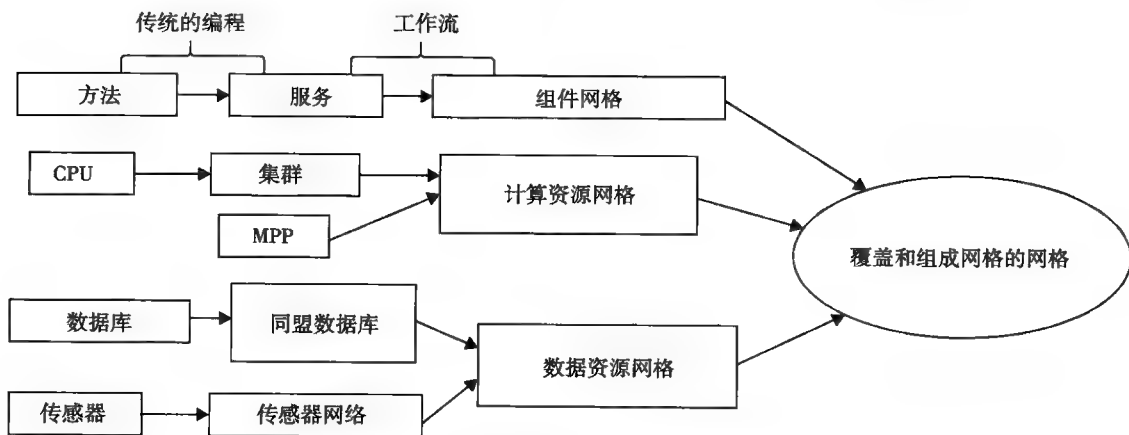 传统的编程
工作流
方法
服务
组件网格
CPU
集群
计算资源网格
MPP
覆盖和组成网格的网格
数据库
同盟数据库
数据资源网格
传感器
传感器网络